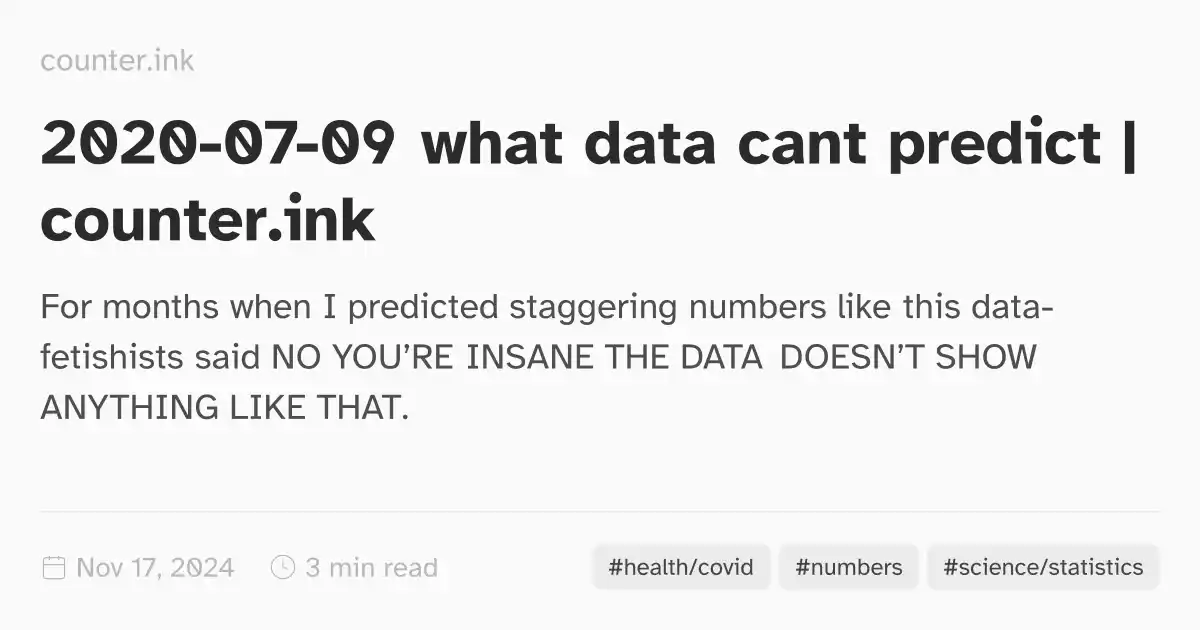 counter.ink
2020-07-09 what data cant predict |
counter.ink
For months when I predicted staggering numbers like this data-
fetishists said NO YOU’RE INSANE THE DATA  DOESN’T SHOW
ANYTHING LIKE THAT.
Nov 17, 2024 3 min read #health/covid #numbers #science/statistics